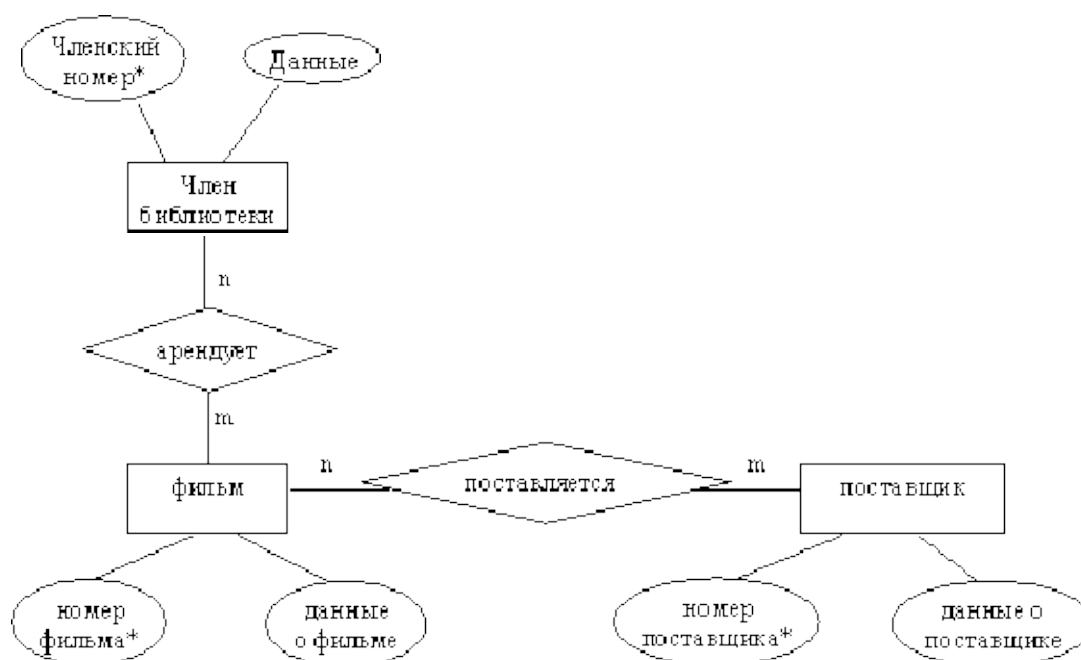 Членский
номер*
Данные
Член
библиотеки
n
арендует
m
фильм
n
поставляется
m
поставщик
номер
фильма*
данные
о фильме
номер
поставщика*
данные о
поставщике